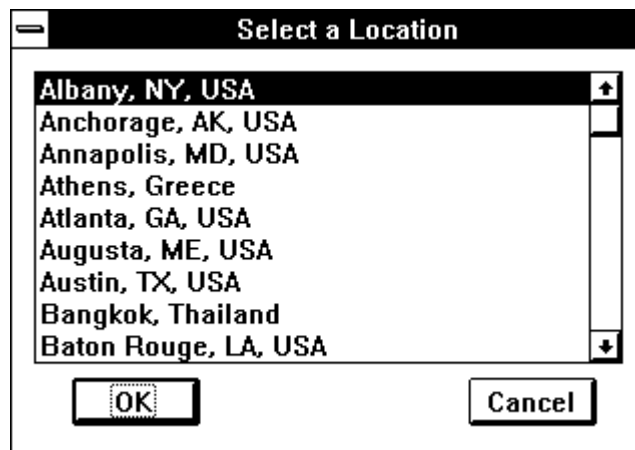 Select a Location
Albany, NY, USA
Anchorage, AK, USA
Annapolis, MD, USA
Athens, Greece
Atlanta, GA, USA
Augusta, ME, USA
Austin, TX, USA
Bangkok, Thailand
Baton Rouge, LA, USA
OK Cancel